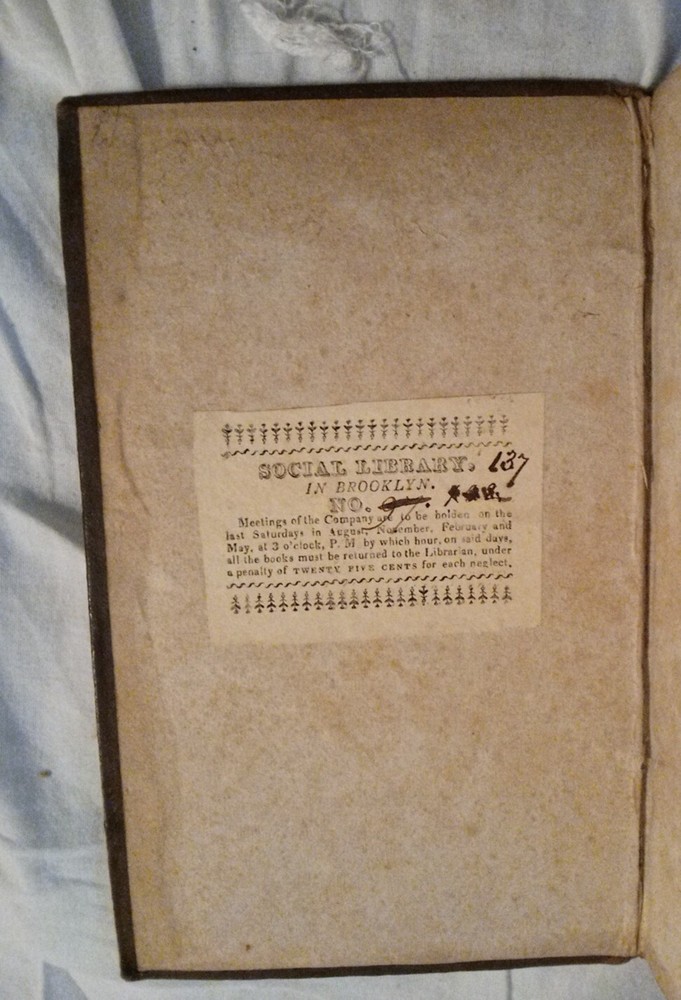 SOCIAL LIBRARY. 137
IN BROOKLYN.
NO.
Meetings of the Company are to be holden on the
last Saturdays in August, November, February and
May, at 3 o'clock, P. M by which hour, on said days,
all the books must be returned to the Librarian, under
a penalty of TWENTY FIVE CENTS for each neglect.